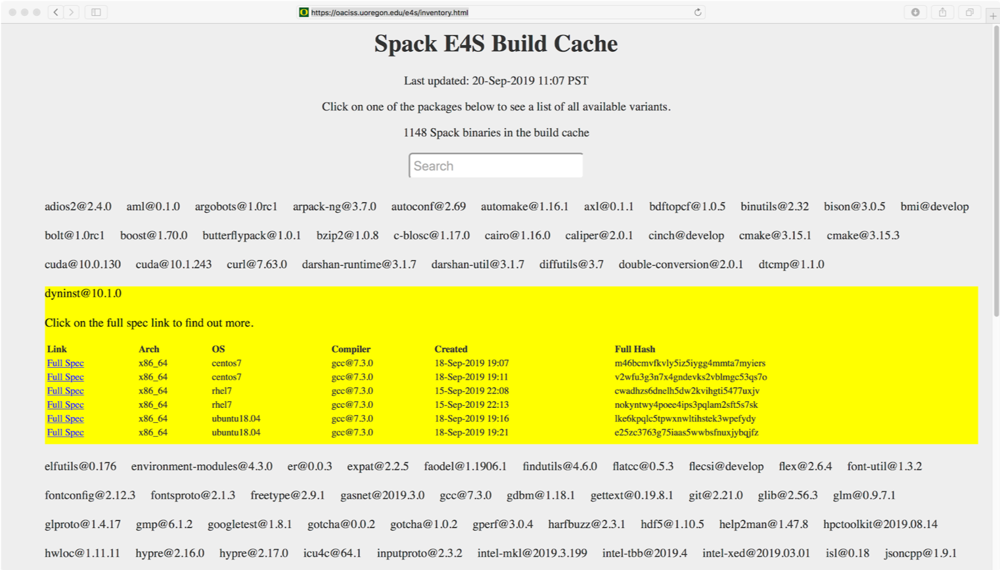 https://oaciss.uoregon.edu/e4s/inventory.html
Spack E4S Build Cache
Last updated: 20-Sep-2019 11:07 PST
Click on one of the packages below to see a list of all available variants.
1148 Spack binaries in the build cache
Search
adios2@2.4.0 aml@0.1.0 argobots@1.0rc1 arpack-ng@3.7.0 autoconf@2.69 automake@1.16.1 axl@0.1.1 bdftopcf@1.0.5 binutils@2.32 bison@3.0.5 bmi@develop
bolt@1.0rc1 boost@1.70.0 butterflypack@1.0.1 bzip2@1.0.8 c-blosc@1.17.0 cairo@1.16.0 caliper@2.0.1 cinch@develop cmake@3.15.1 cmake@3.15.3
cuda@10.0.130 cuda@10.1.243 curl@7.63.0 darshan-runtime@3.1.7 darshan-util@3.1.7 diffutils@3.7 double-conversion@2.0.1 dtcmp@1.1.0
dyninst@10.1.0
Click on the full spec link to find out more.
Link Arch OS Compiler Created Full Hash
Full Spec x86_64 centos7 gcc@7.3.0 18-Sep-2019 19:07 m46bcmvfkvly5iz5iygg4mmta7myiers
Full Spec x86_64 centos7 gcc@7.3.0 18-Sep-2019 19:11 v2wfu3g3n7x4gndevks2vblmgc53qs7o
Full Spec x86_64 rhel7 gcc@7.3.0 15-Sep-2019 22:08 cwadhzs6dnelh5dw2kvihgti5477uxjv
Full Spec x86_64 rhel7 gcc@7.3.0 15-Sep-2019 22:13 nokyntwy4poee4ips3pqlam2sft5s7sk
Full Spec x86_64 ubuntu18.04 gcc@7.3.0 18-Sep-2019 19:16 lke6kpqlc5tpwxnwltihstek3wpefydy
Full Spec x86_64 ubuntu18.04 gcc@7.3.0 18-Sep-2019 19:21 e25zc3763g75iaas5wwbsfnuxjybqjfz
elfutils@0.176 environment-modules@4.3.0 er@0.0.3 expat@2.2.5 faodel@1.1906.1 findutils@4.6.0 flatcc@0.5.3 flecsi@develop flex@2.6.4 font-util@1.3.2
fontconfig@2.12.3 fontsproto@2.1.3 freetype@2.9.1 gasnet@2019.3.0 gcc@7.3.0 gdbm@1.18.1 gettext@0.19.8.1 git@2.21.0 glib@2.56.3 glm@0.9.7.1
glproto@1.4.17 gmp@6.1.2 googletest@1.8.1 gotcha@0.0.2 gotcha@1.0.2 gperf@3.0.4 harfbuzz@2.3.1 hdf5@1.10.5 help2man@1.47.8 hpctoolkit@2019.08.14
hwloc@1.11.11 hypre@2.16.0 hypre@2.17.0 icu4c@64.1 inputproto@2.3.2 intel-mkl@2019.3.199 intel-tbb@2019.4 intel-xed@2019.03.01 isl@0.18 jsoncpp@1.9.1